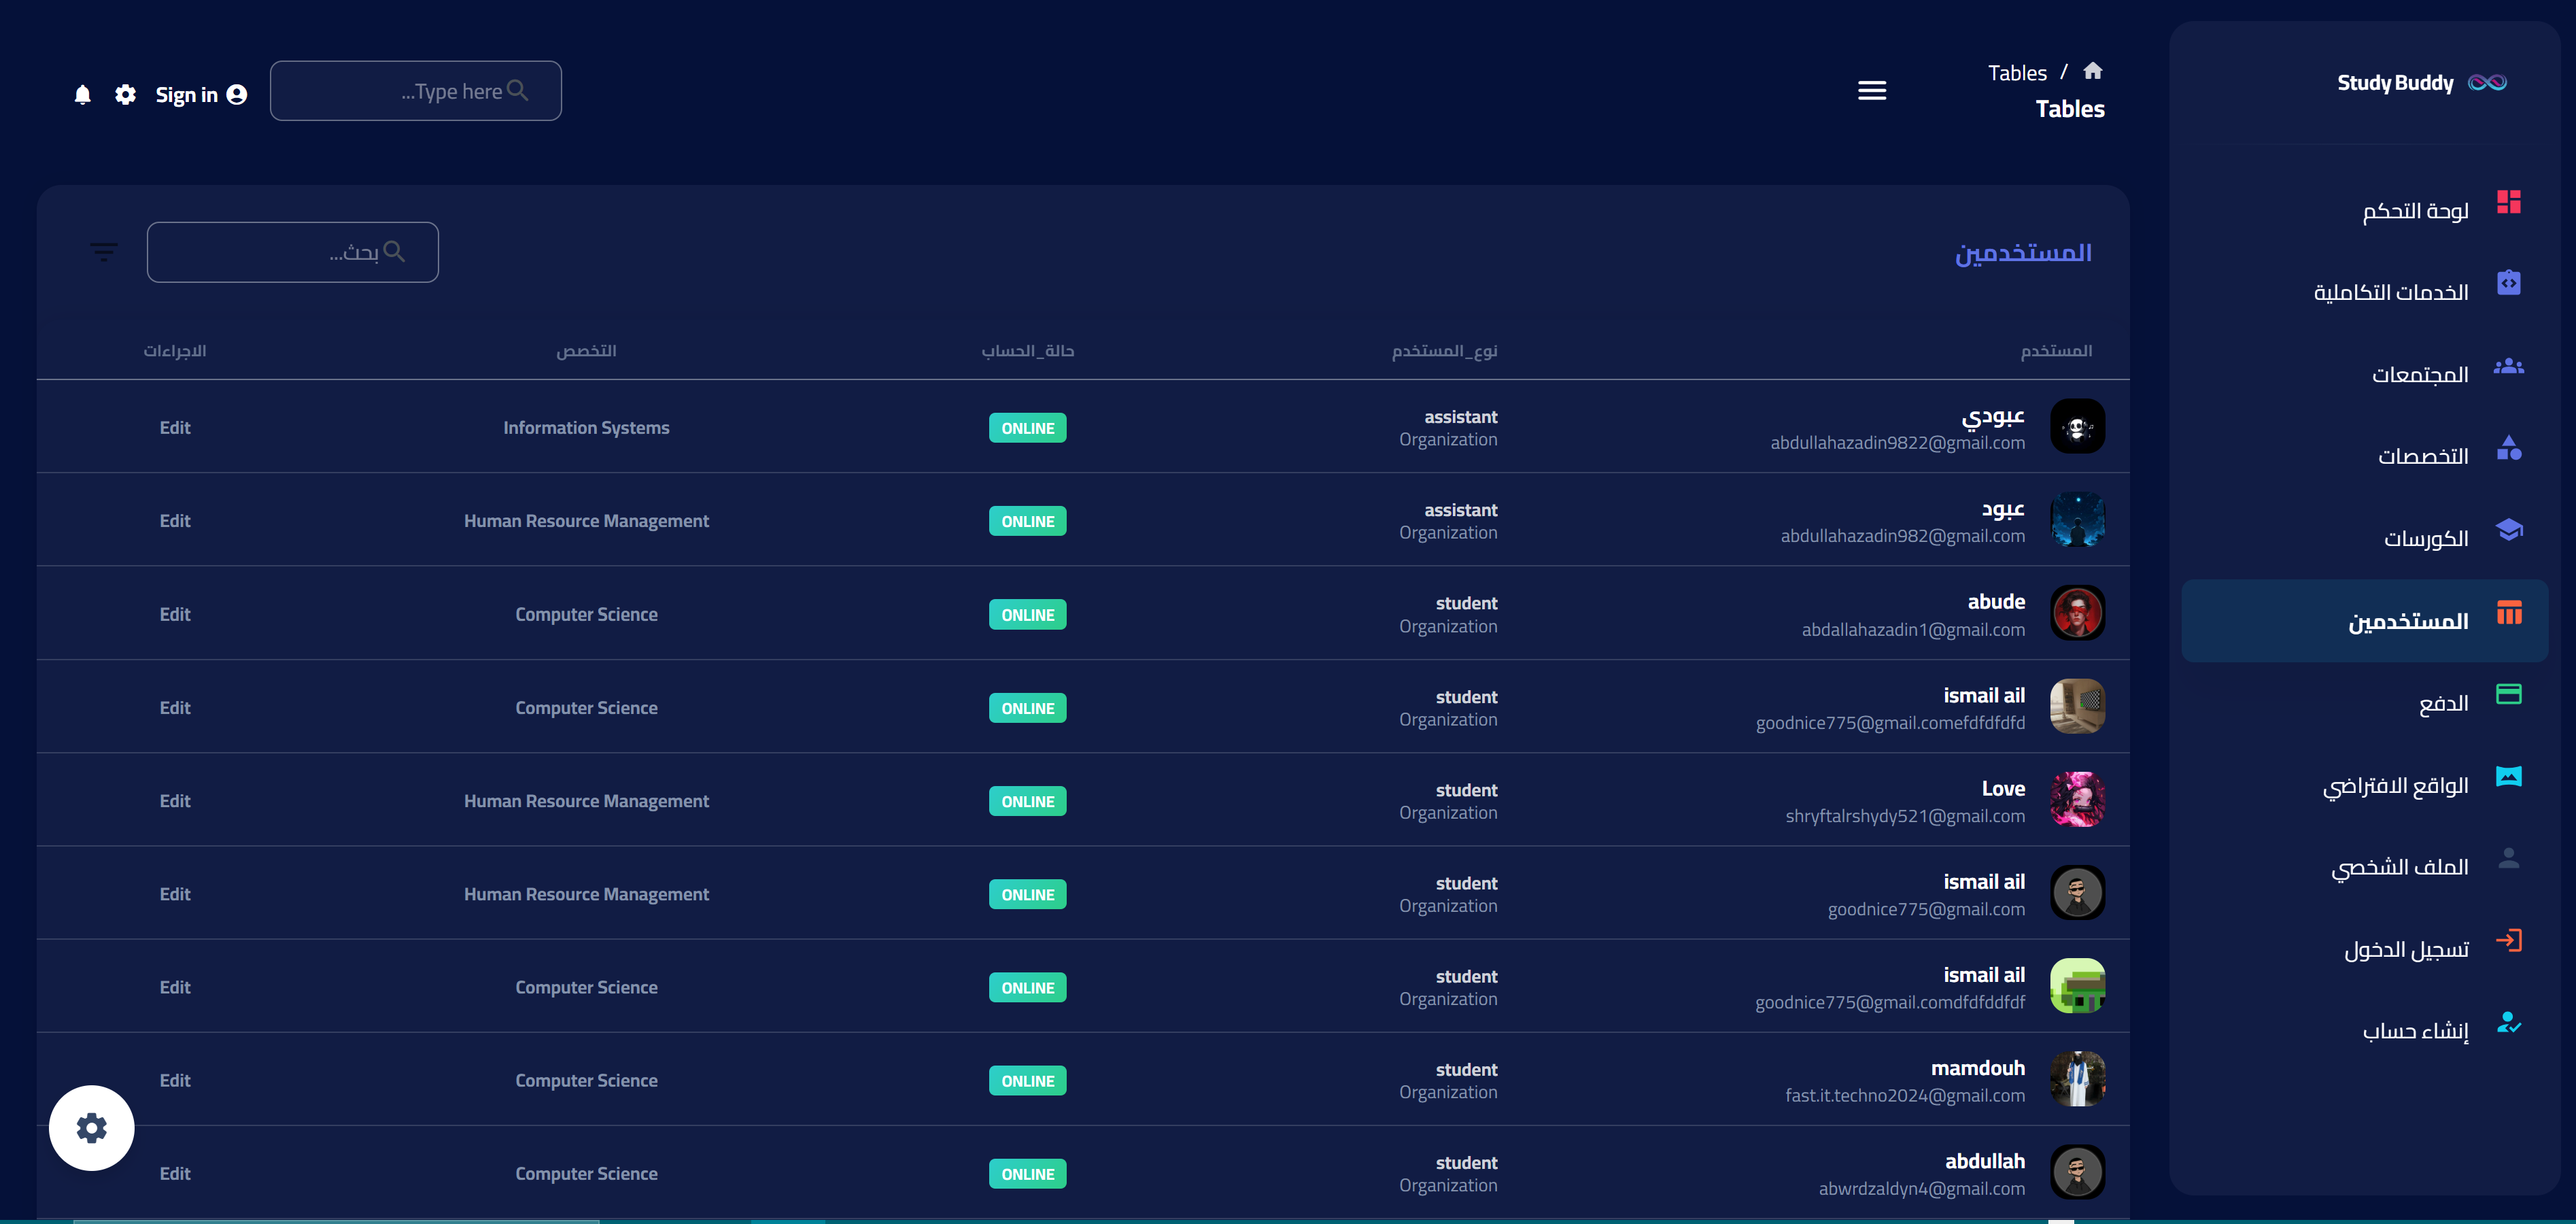 Study Buddy
لوحة التحكم
الخدمات التكاملية
المجتمعات
التخصصات
الكورسات
المستخدمين
الدفع
الواقع الافتراضي
الملف الشخصي
تسجيل الدخول
إنشاء حساب
/ Tables
Tables
Type here...
Sign in
المستخدمين
بحث...
المستخدم نوع_المستخدم حالة_الحساب التخصص الاجراءات
عبودي
abdullahazadin9822@gmail.com
assistant
Organization
ONLINE
Information Systems
Edit
عبود
abdullahazadin982@gmail.com
assistant
Organization
ONLINE
Human Resource Management
Edit
abude
abdallahazadin1@gmail.com
student
Organization
ONLINE
Computer Science
Edit
ismail ail
goodnice775@gmail.comefdfdfdfd
student
Organization
ONLINE
Computer Science
Edit
Love
shryftalrshydy521@gmail.com
student
Organization
ONLINE
Human Resource Management
Edit
ismail ail
goodnice775@gmail.com
student
Organization
ONLINE
Human Resource Management
Edit
ismail ail
goodnice775@gmail.comdfdfddfdf
student
Organization
ONLINE
Computer Science
Edit
mamdouh
fast.it.techno2024@gmail.com
student
Organization
ONLINE
Computer Science
Edit
abdullah
abwrdzaldyn4@gmail.com
student
Organization
ONLINE
Computer Science
Edit